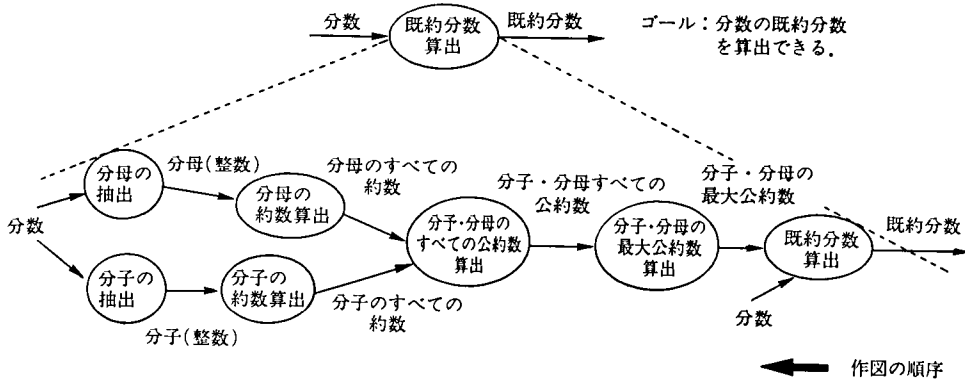 分数
既約分数
算出
既約分数
ゴール：分数の既約分数
を算出できる．
分数
分母の
抽出
分母(整数)
分母の
約数算出
分母のすべての
約数
分子の
抽出
分子(整数)
分子の
約数算出
分子のすべての
約数
分子・分母の
すべての公約数
算出
分子・分母すべての
公約数
分子・分母の
最大公約数
算出
分子・分母の
最大公約数
既約分数
算出
分数
既約分数
作図の順序